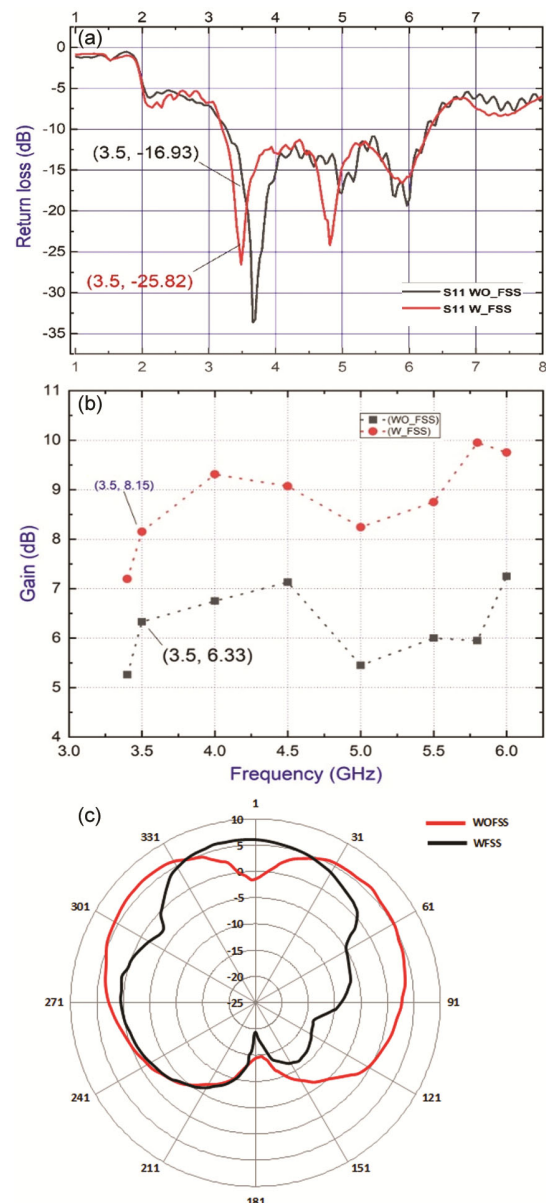 1 2 3 4 5 6 7 8
(a)
0
-5
-10
-15
-20
-25
-30
-35
Return loss (dB)
(3.5, -16.93)
(3.5, -25.82)
S11 WO_FSS
S11 W_FSS
1 2 3 4 5 6 7 8
(b)
11
10
9
8
7
6
5
4
Gain (dB)
(WO_FSS)
(W_FSS)
(3.5, 8.15)
(3.5, 6.33)
3.0 3.5 4.0 4.5 5.0 5.5 6.0
Frequency (GHz)
(c)
1
31
61
91
121
151
181
211
241
271
301
331
10
5
0
-5
-10
-15
-20
-25
WOFSS
WFSS